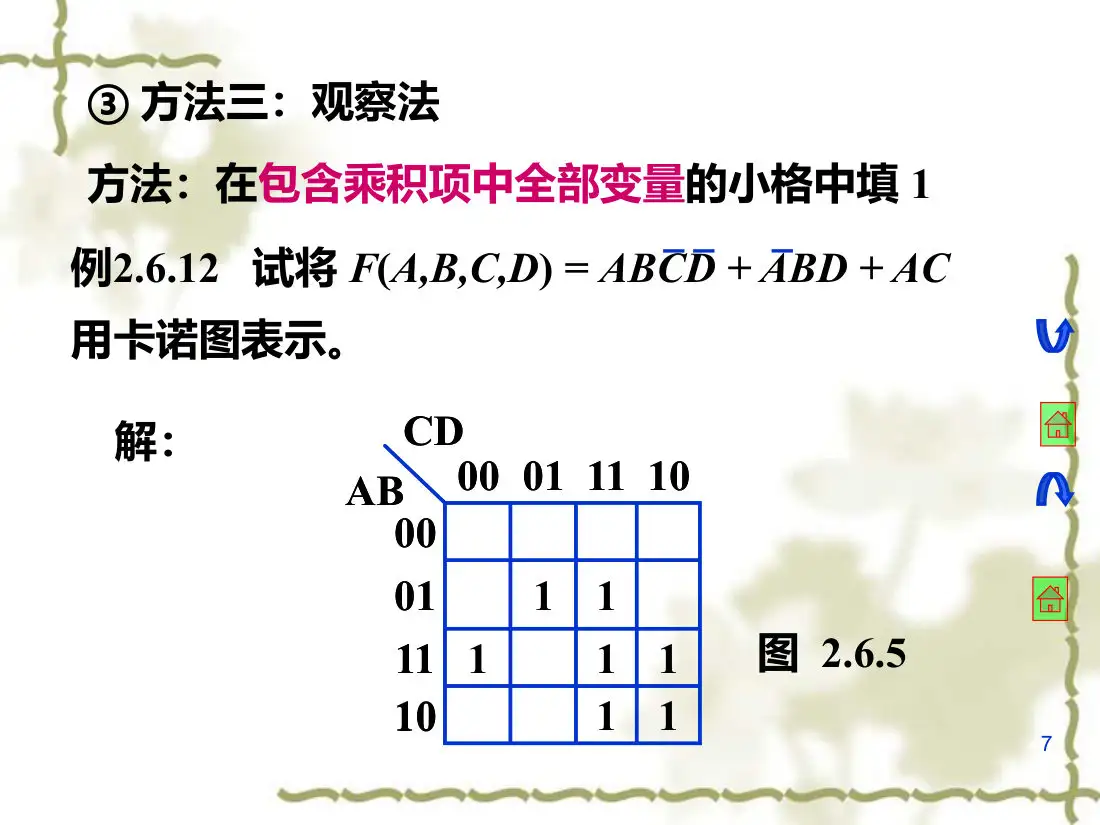 ③ 方法三：观察法
方法：在包含乘积项中全部变量的小格中填 1
例2.6.12 试将 F(A,B,C,D) = ABC̅D̅ + A̅BD + AC
用卡诺图表示。
解：
CD
AB
00 01 11 10
00
01 1 1
11 1 1 1
10 1 1
图 2.6.5
7